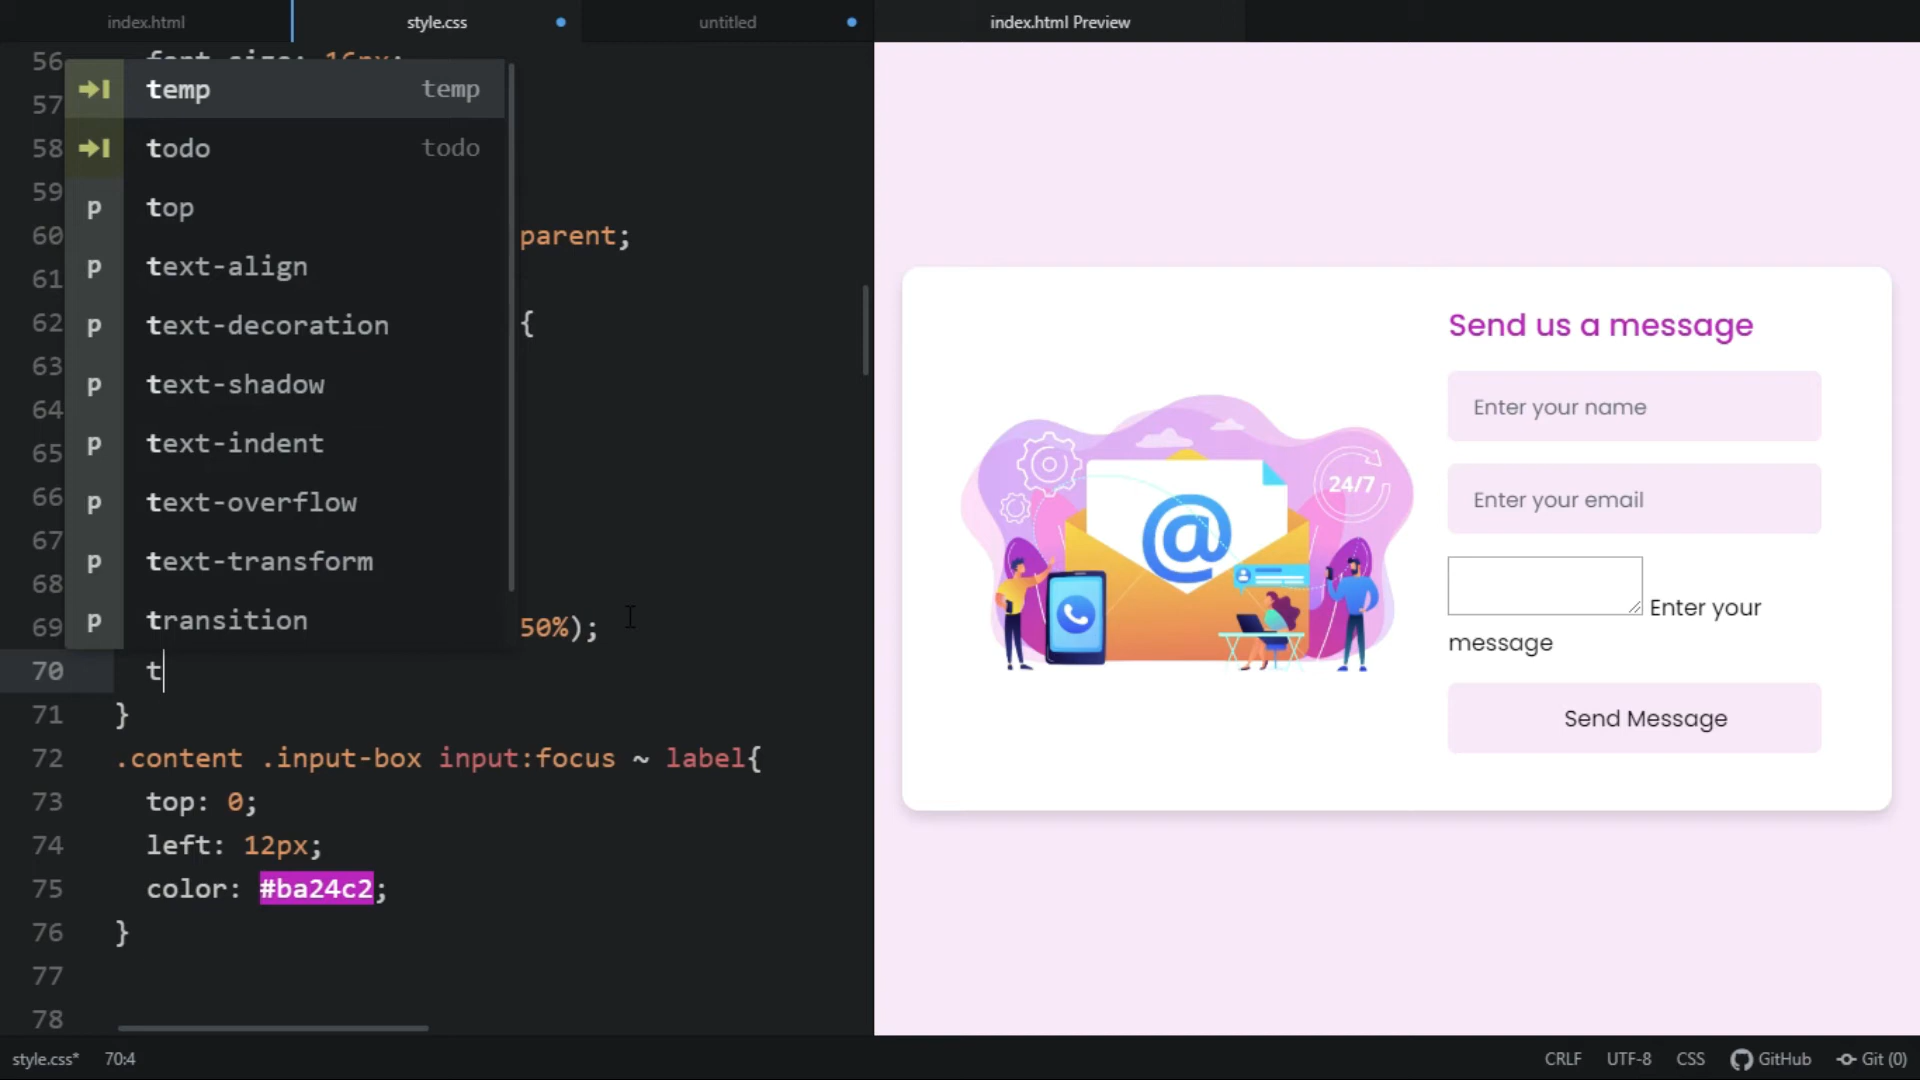 index.html
style.css
untitled
index.html Preview
56 font-size: 16px;
57
temp temp
58
todo todo
59
p top
60 parent;
p text-align
61
62 {
p text-decoration
63
p text-shadow
64
65
p text-indent
66
p text-overflow
67
p text-transform
68
69 50%);
p transition
70 t
71 }
72 .content .input-box input:focus ~ label{
73 top: 0;
74 left: 12px;
75 color: #ba24c2;
76 }
77
78
Send us a message
Enter your name
Enter your email
Enter your
message
Send Message
24/7
@
style.css* 70:4
CRLF UTF-8 CSS GitHub Git (0)